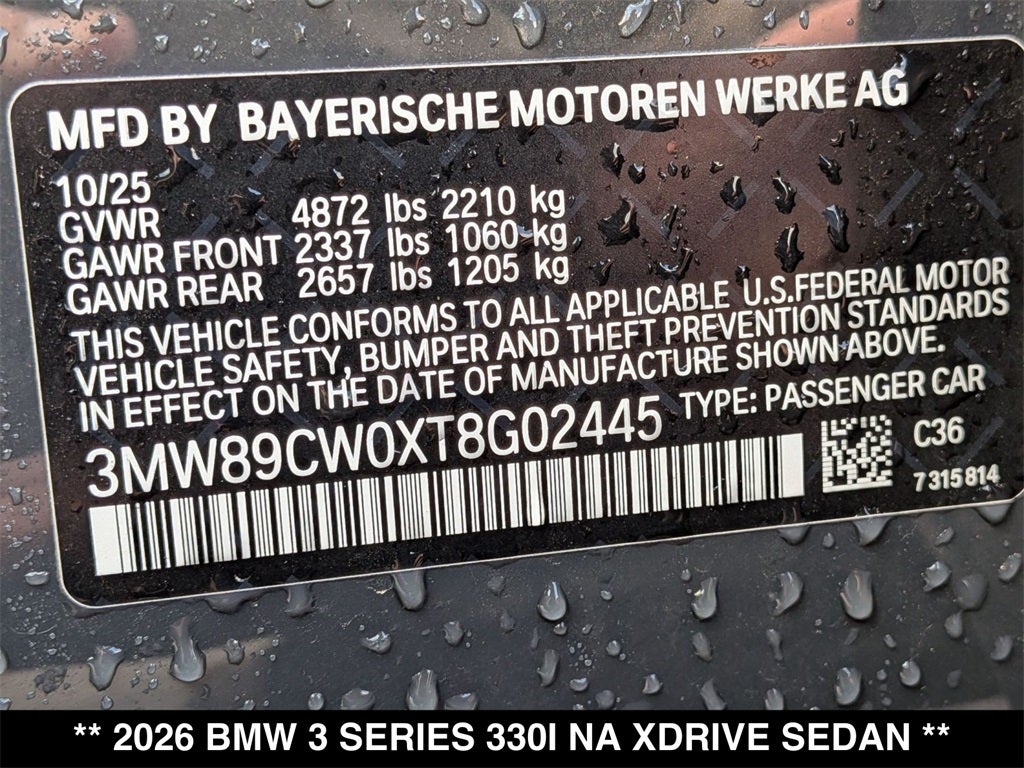 MFD BY BAYERISCHE MOTOREN WERKE AG
10/25
GVWR 4872 lbs 2210 kg
GAWR FRONT 2337 lbs 1060 kg
GAWR REAR 2657 lbs 1205 kg
THIS VEHICLE CONFORMS TO ALL APPLICABLE U.S.FEDERAL MOTOR
VEHICLE SAFETY, BUMPER AND THEFT PREVENTION STANDARDS
IN EFFECT ON THE DATE OF MANUFACTURE SHOWN ABOVE.
3MW89CW0XT8G02445 TYPE: PASSENGER CAR
C36
7315814
** 2026 BMW 3 SERIES 330I NA XDRIVE SEDAN **